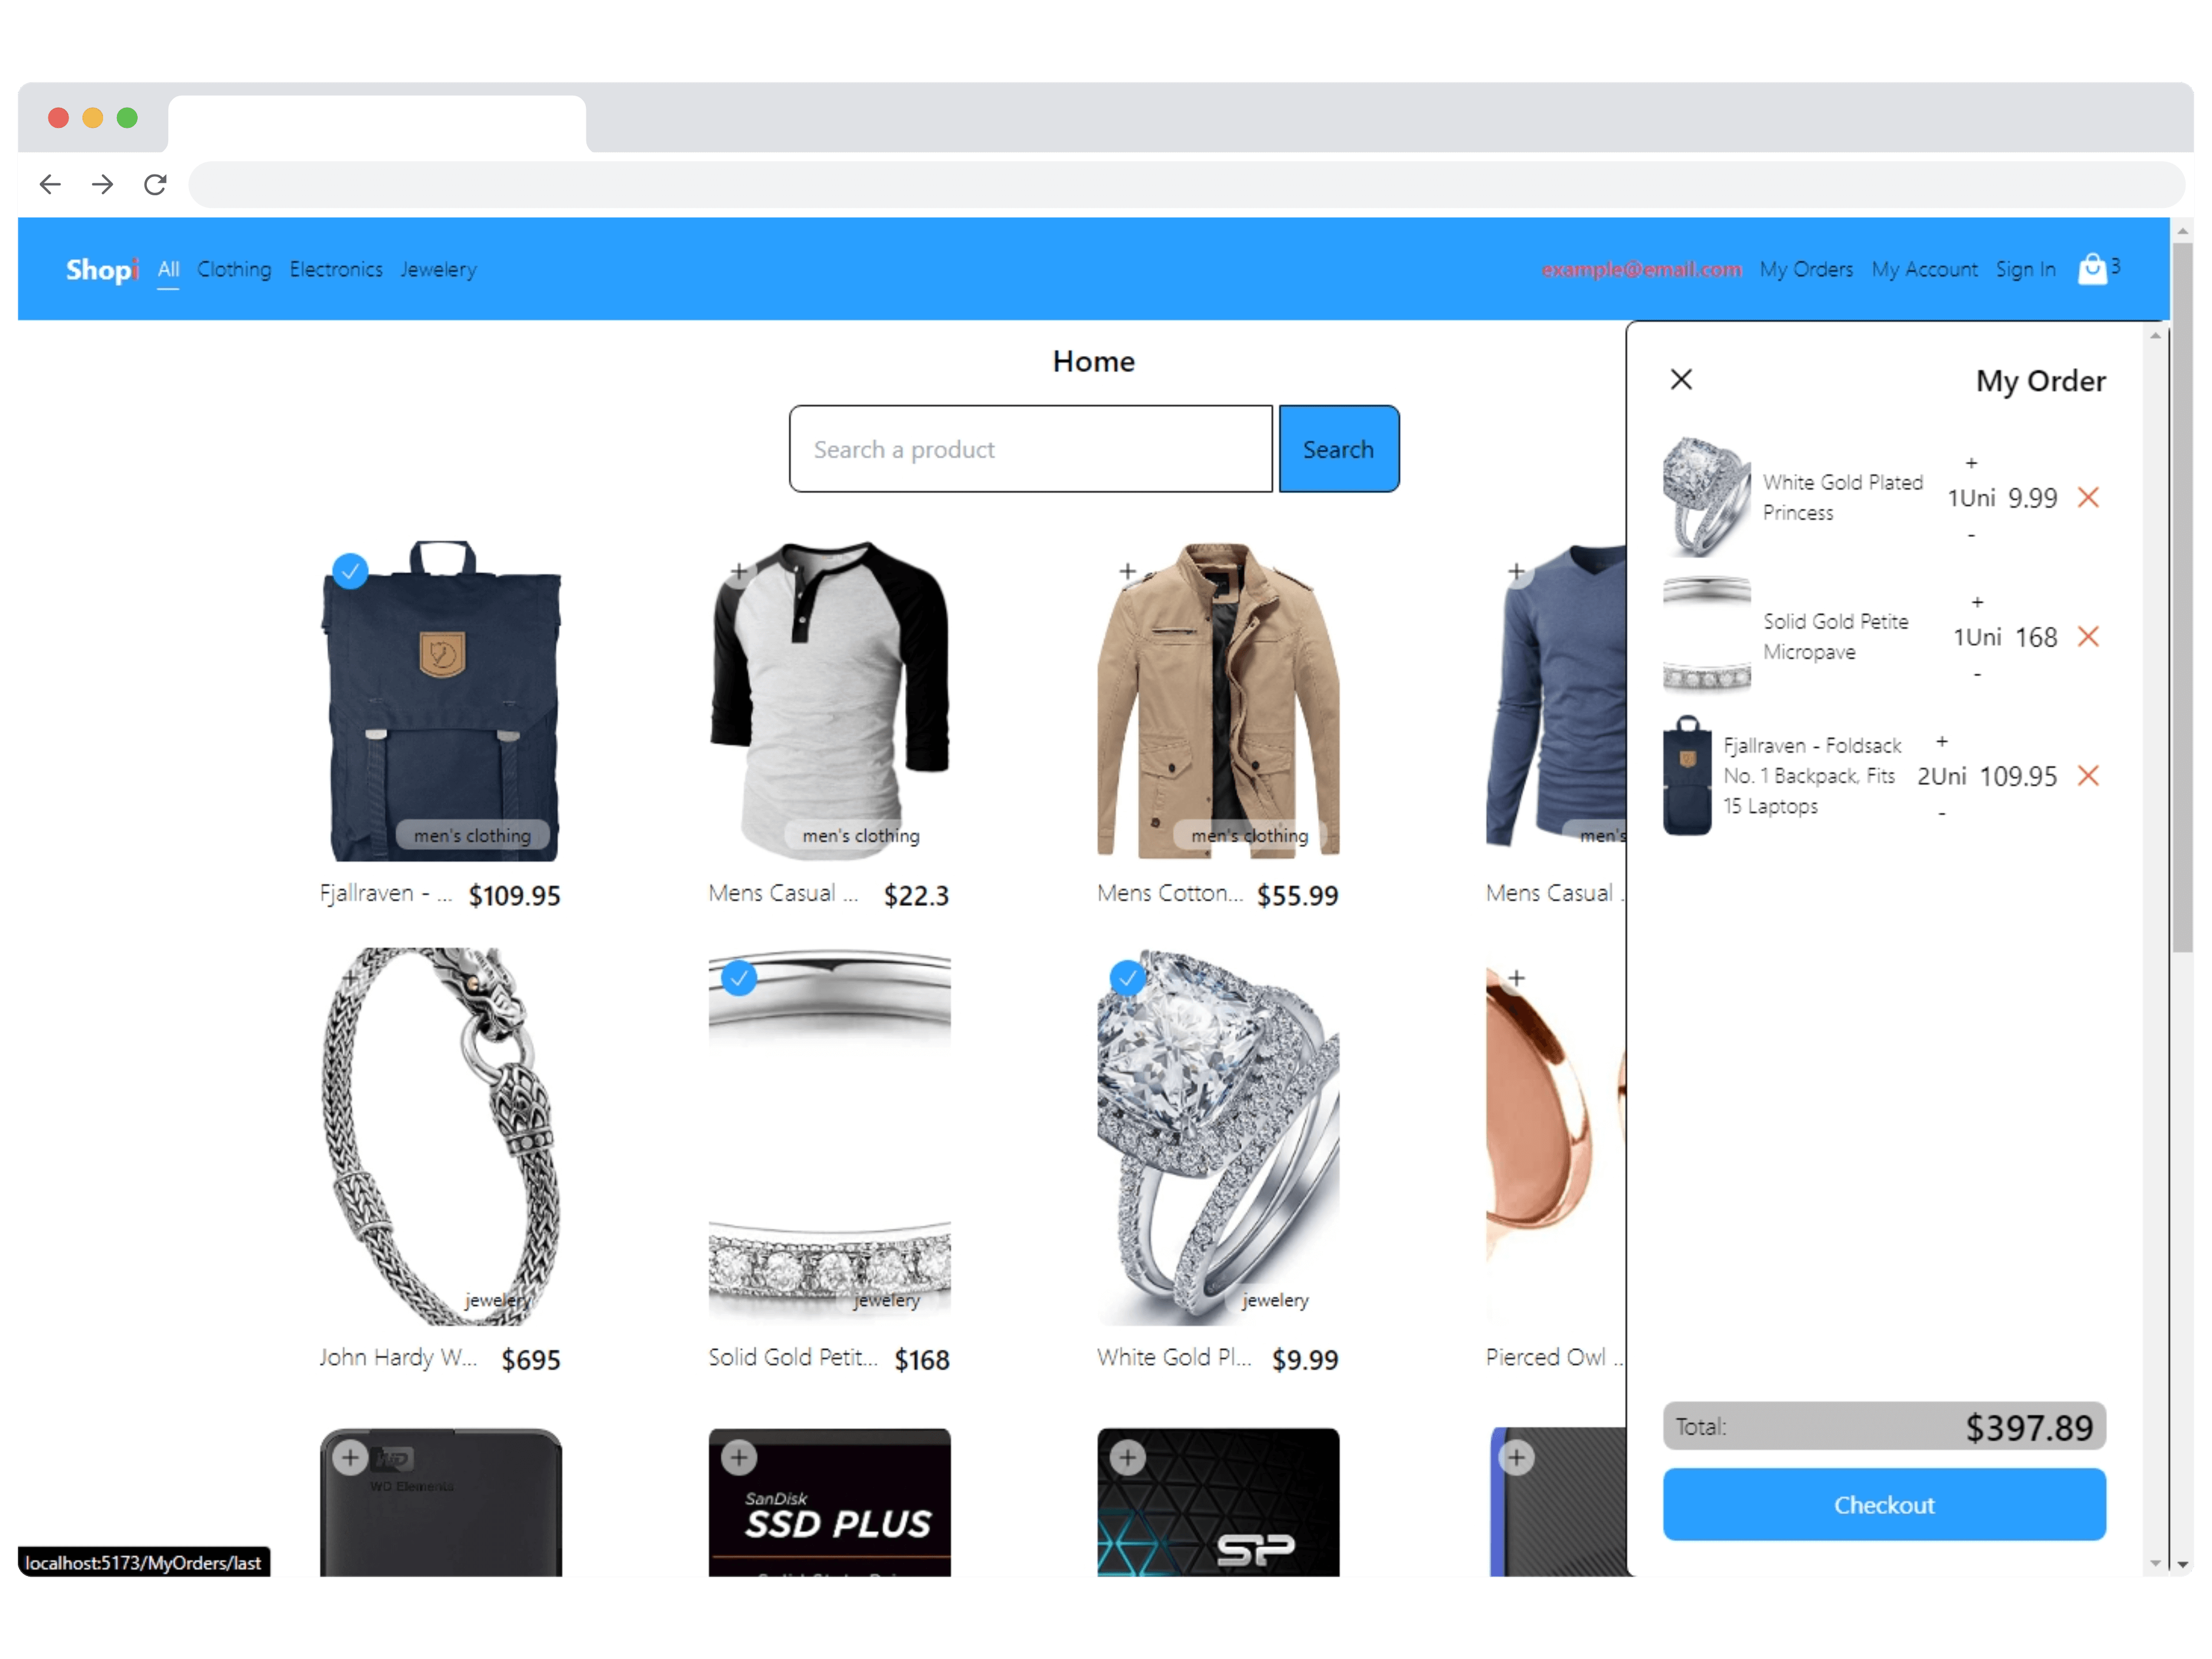 Shopi All Clothing Electronics Jewelery example@email.com My Orders My Account Sign In 3
Home
Search a product Search
men's clothing
Fjallraven - ... $109.95
men's clothing
Mens Casual ... $22.3
men's clothing
Mens Cotton... $55.99
men's
Mens Casual .
jewelery
John Hardy W... $695
jewelery
Solid Gold Petit... $168
jewelery
White Gold Pl... $9.99
Pierced Owl ..
WD
WD Elements
SanDisk
SSD PLUS
SP
My Order
White Gold Plated
Princess
+
1Uni 9.99
-
Solid Gold Petite
Micropave
+
1Uni 168
-
Fjallraven - Foldsack
No. 1 Backpack, Fits
15 Laptops
+
2Uni 109.95
-
Total: $397.89
Checkout
localhost:5173/MyOrders/last